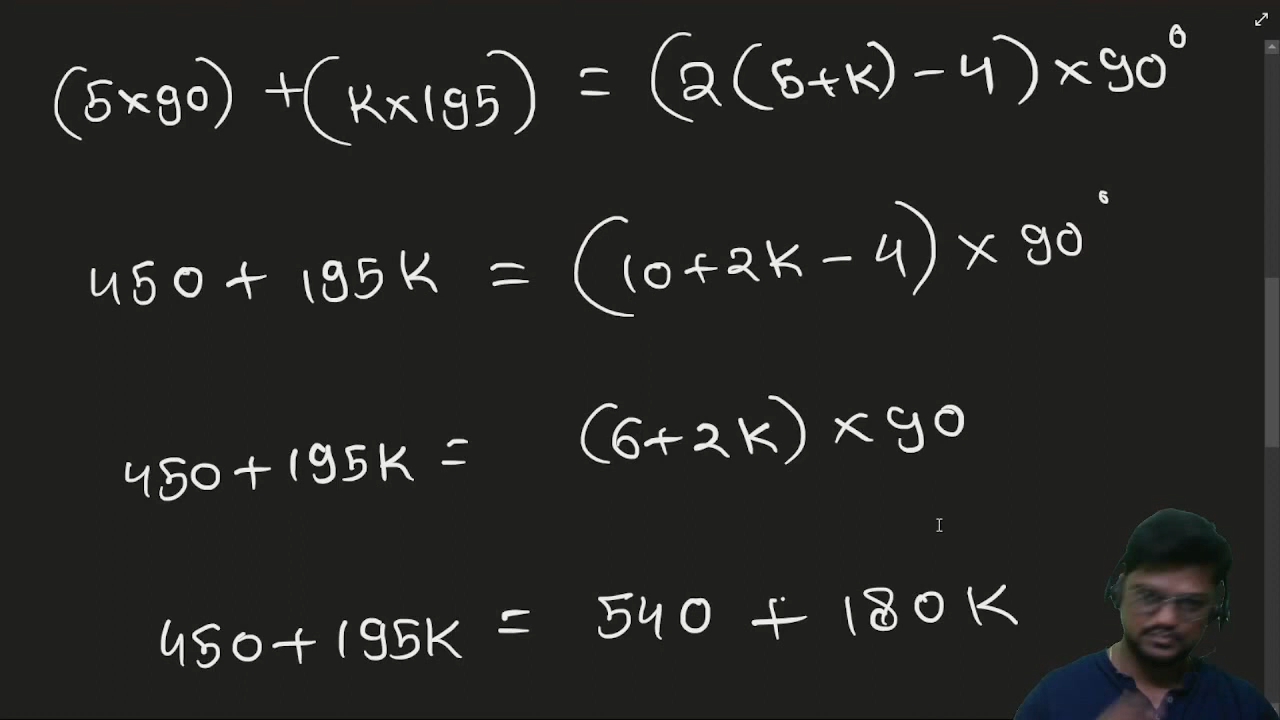 (5×90) + (K×195) = (2(5+K) - 4) × 90°
450 + 195K = (10+2K - 4) × 90°
450 + 195K = (6+2K) × 90
450 + 195K = 540 + 180K